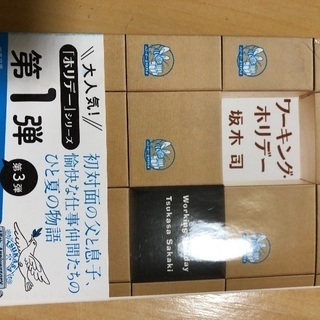 大人気!
「ホリデー」シリーズ
第1弾
第3弾
初対面の父と息子、
愉快な仕事仲間たちの
ひと夏の物語
ワーキング
ホリデー
坂木 司
Tsukasa Sakaki